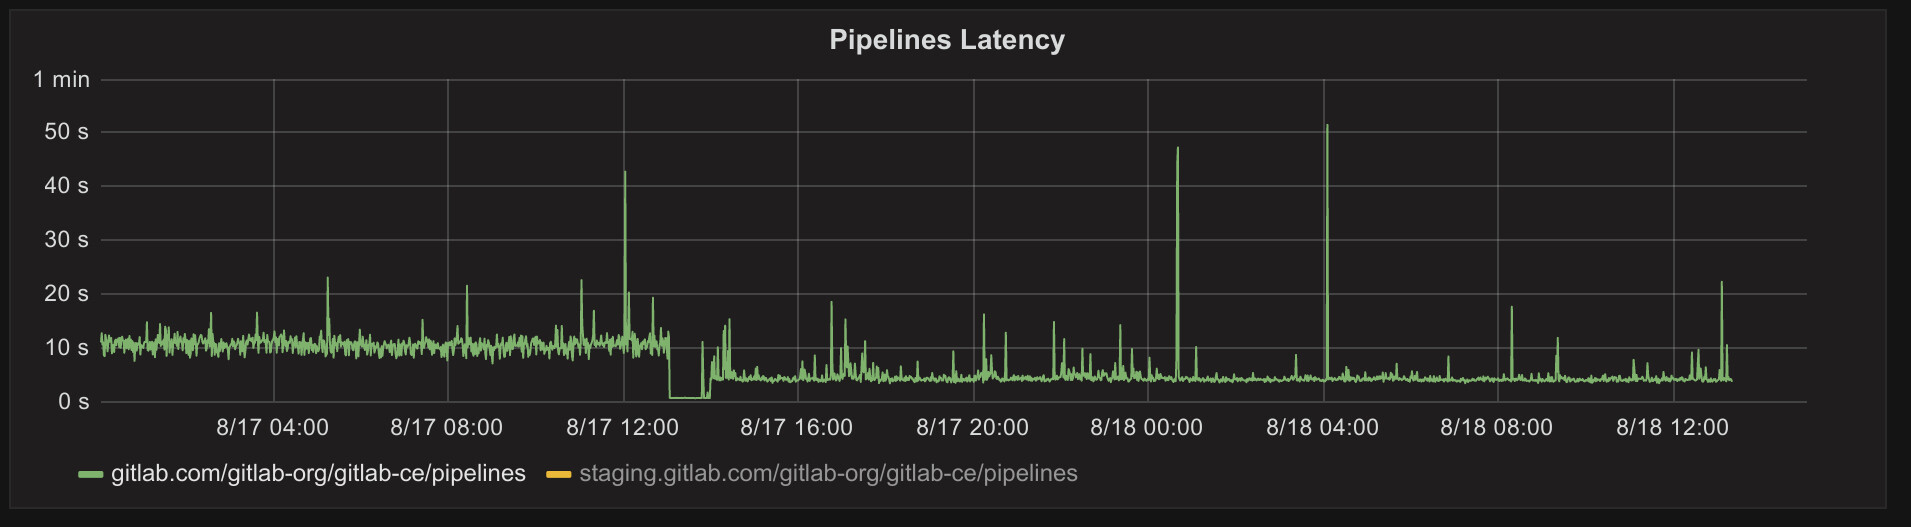 Pipelines Latency
1 min
50 s
40 s
30 s
20 s
10 s
0 s
8/17 04:00 8/17 08:00 8/17 12:00 8/17 16:00 8/17 20:00 8/18 00:00 8/18 04:00 8/18 08:00 8/18 12:00
gitlab.com/gitlab-org/gitlab-ce/pipelines staging.gitlab.com/gitlab-org/gitlab-ce/pipelines